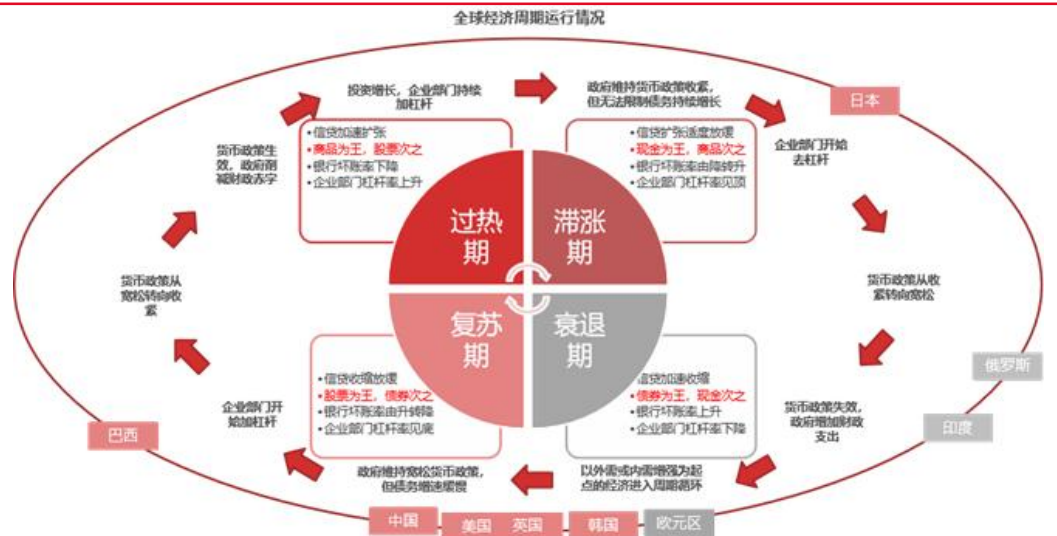 全球经济周期运行情况
投资增长，企业部门持续
加杠杆
政府维持货币政策收紧，
但无法限制债务持续增长
日本
货币政策生
效，政府削
减财政赤字
•信贷加速扩张
•商品为王，股票次之
•银行坏账率下降
•企业部门杠杆率上升
•信贷扩张适度放缓
•现金为王，商品次之
•银行坏账率由降转升
•企业部门杠杆率见顶
企业部门开始
去杠杆
过热
期
滞涨
期
货币政策从
宽松转向收
紧
货币政策从收
紧转向宽松
复苏
期
衰退
期
•信贷收缩放缓
•股票为王，债券次之
•银行坏账率由升转降
•企业部门杠杆率见底
信贷加速收缩
•债券为王，现金次之
•银行坏账率上升
•企业部门杠杆率下降
俄罗斯
企业部门开
始加杠杆
货币政策失效，
政府增加财政
支出
印度
巴西
政府维持宽松货币政策，
但债务增速缓慢
以外需或内需增强为起
点的经济进入周期循环
中国
美国 英国
韩国
欧元区